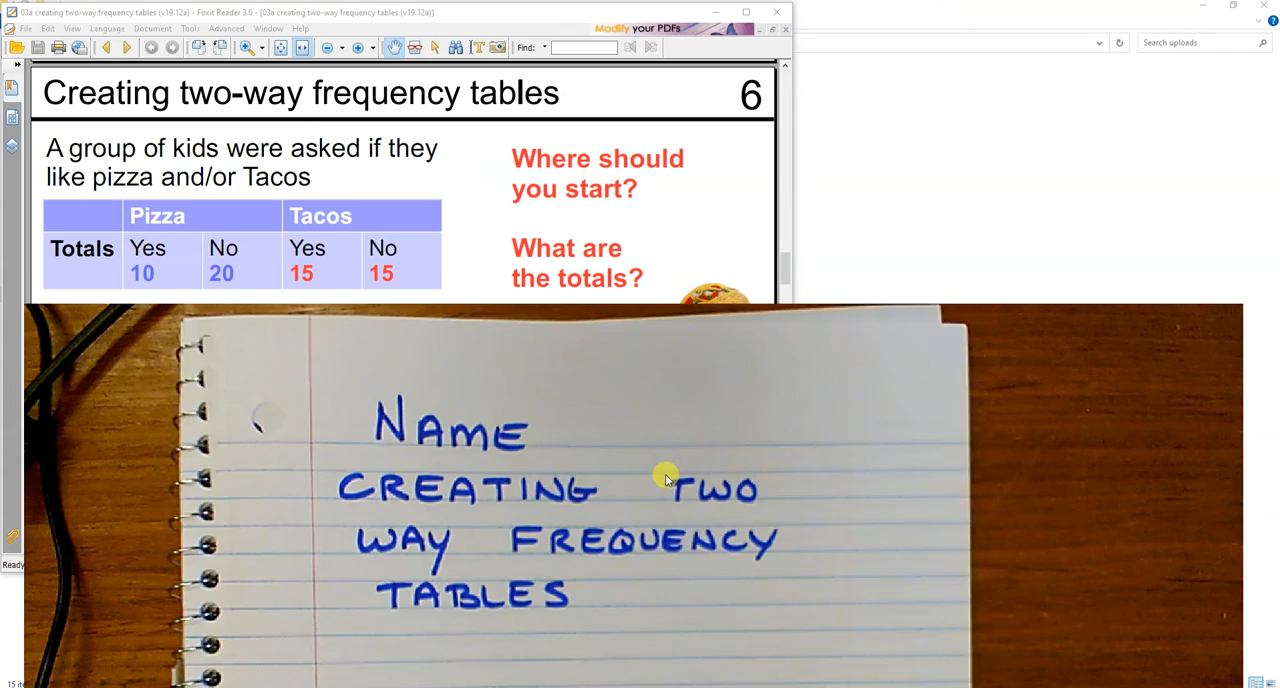 03a creating two-way frequency tables (v19.12a) - Foxit Reader 3.0 - [03a creating two-way frequency tables (v19.12a)]
File Edit View Language Document Tools Advanced Window Help
Modify your PDFs
Find:
Search uploads
Creating two-way frequency tables 6
A group of kids were asked if they
like pizza and/or Tacos
Where should
you start?
Pizza Tacos
Totals Yes No Yes No
10 20 15 15
What are
the totals?
Ready
NAME
CREATING TWO
WAY FREQUENCY
TABLES